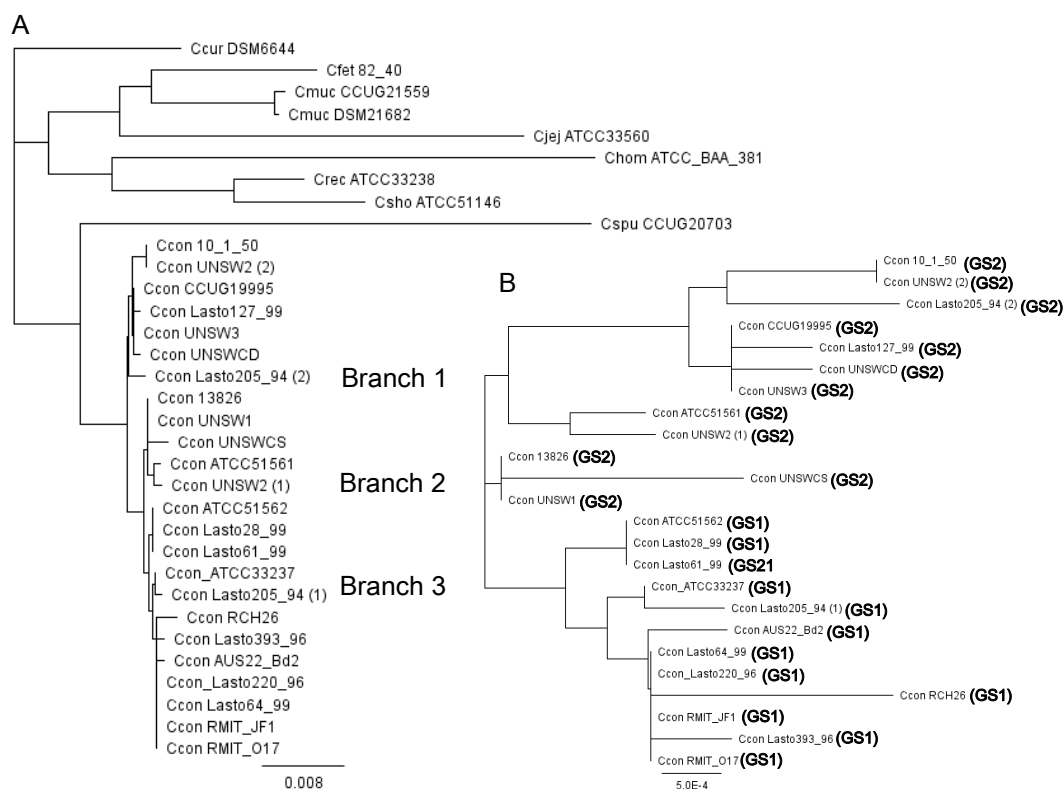 A
Ccur DSM6644
Cfet 82_40
Cmuc CCUG21559
Cmuc DSM21682
Cjej ATCC33560
Chom ATCC_BAA_381
Crec ATCC33238
Csho ATCC51146
Cspu CCUG20703
Ccon 10_1_50
Ccon UNSW2 (2)
Ccon CCUG19995
Ccon Lasto127_99
Ccon UNSW3
Ccon UNSWCD
Ccon Lasto205_94 (2)
Ccon 13826
Ccon UNSW1
Ccon UNSWCS
Ccon ATCC51561
Ccon UNSW2 (1)
Ccon ATCC51562
Ccon Lasto28_99
Ccon Lasto61_99
Ccon_ATCC33237
Ccon Lasto205_94 (1)
Ccon RCH26
Ccon Lasto393_96
Ccon AUS22_Bd2
Ccon_Lasto220_96
Ccon Lasto64_99
Ccon RMIT_JF1
Ccon RMIT_O17
0.008
Branch 1
Branch 2
Branch 3
B
Ccon 10_1_50 (GS2)
Ccon UNSW2 (2) (GS2)
Ccon Lasto205_94 (2) (GS2)
Ccon CCUG19995 (GS2)
Ccon Lasto127_99 (GS2)
Ccon UNSWCD (GS2)
Ccon UNSW3 (GS2)
Ccon ATCC51561 (GS2)
Ccon UNSW2 (1) (GS2)
Ccon 13826 (GS2)
Ccon UNSWCS (GS2)
Ccon UNSW1 (GS2)
Ccon ATCC51562 (GS1)
Ccon Lasto28_99 (GS1)
Ccon Lasto61_99 (GS21
Ccon_ATCC33237 (GS1)
Ccon Lasto205_94 (1) (GS1)
Ccon AUS22_Bd2 (GS1)
Ccon Lasto64_99 (GS1)
Ccon_Lasto220_96 (GS1)
Ccon RCH26 (GS1)
Ccon RMIT_JF1 (GS1)
Ccon Lasto393_96 (GS1)
Ccon RMIT_O17 (GS1)
5.0E-4